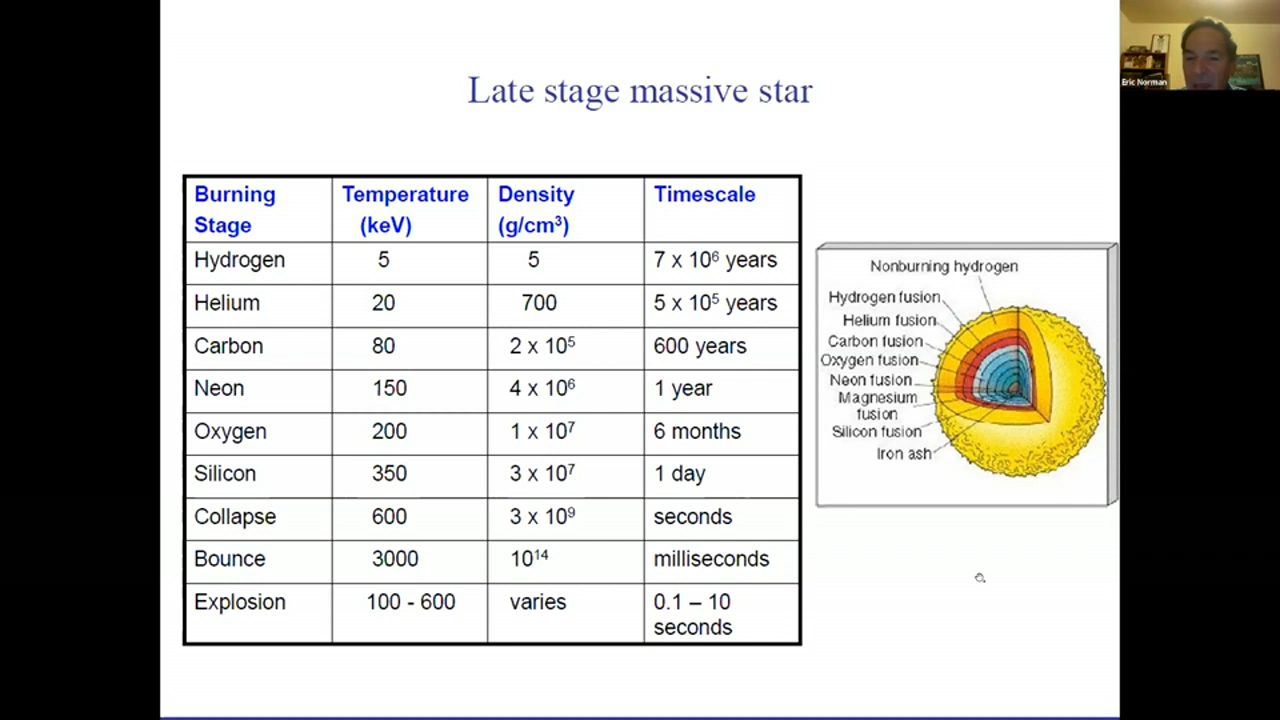 Late stage massive star
Burning Stage | Temperature (keV) | Density (g/cm³) | Timescale
Hydrogen | 5 | 5 | 7 x 10⁶ years
Helium | 20 | 700 | 5 x 10⁵ years
Carbon | 80 | 2 x 10⁵ | 600 years
Neon | 150 | 4 x 10⁶ | 1 year
Oxygen | 200 | 1 x 10⁷ | 6 months
Silicon | 350 | 3 x 10⁷ | 1 day
Collapse | 600 | 3 x 10⁹ | seconds
Bounce | 3000 | 10¹⁴ | milliseconds
Explosion | 100 - 600 | varies | 0.1 – 10 seconds
Nonburning hydrogen
Hydrogen fusion
Helium fusion
Carbon fusion
Oxygen fusion
Neon fusion
Magnesium
fusion
Silicon fusion
Iron ash
Eric Norman